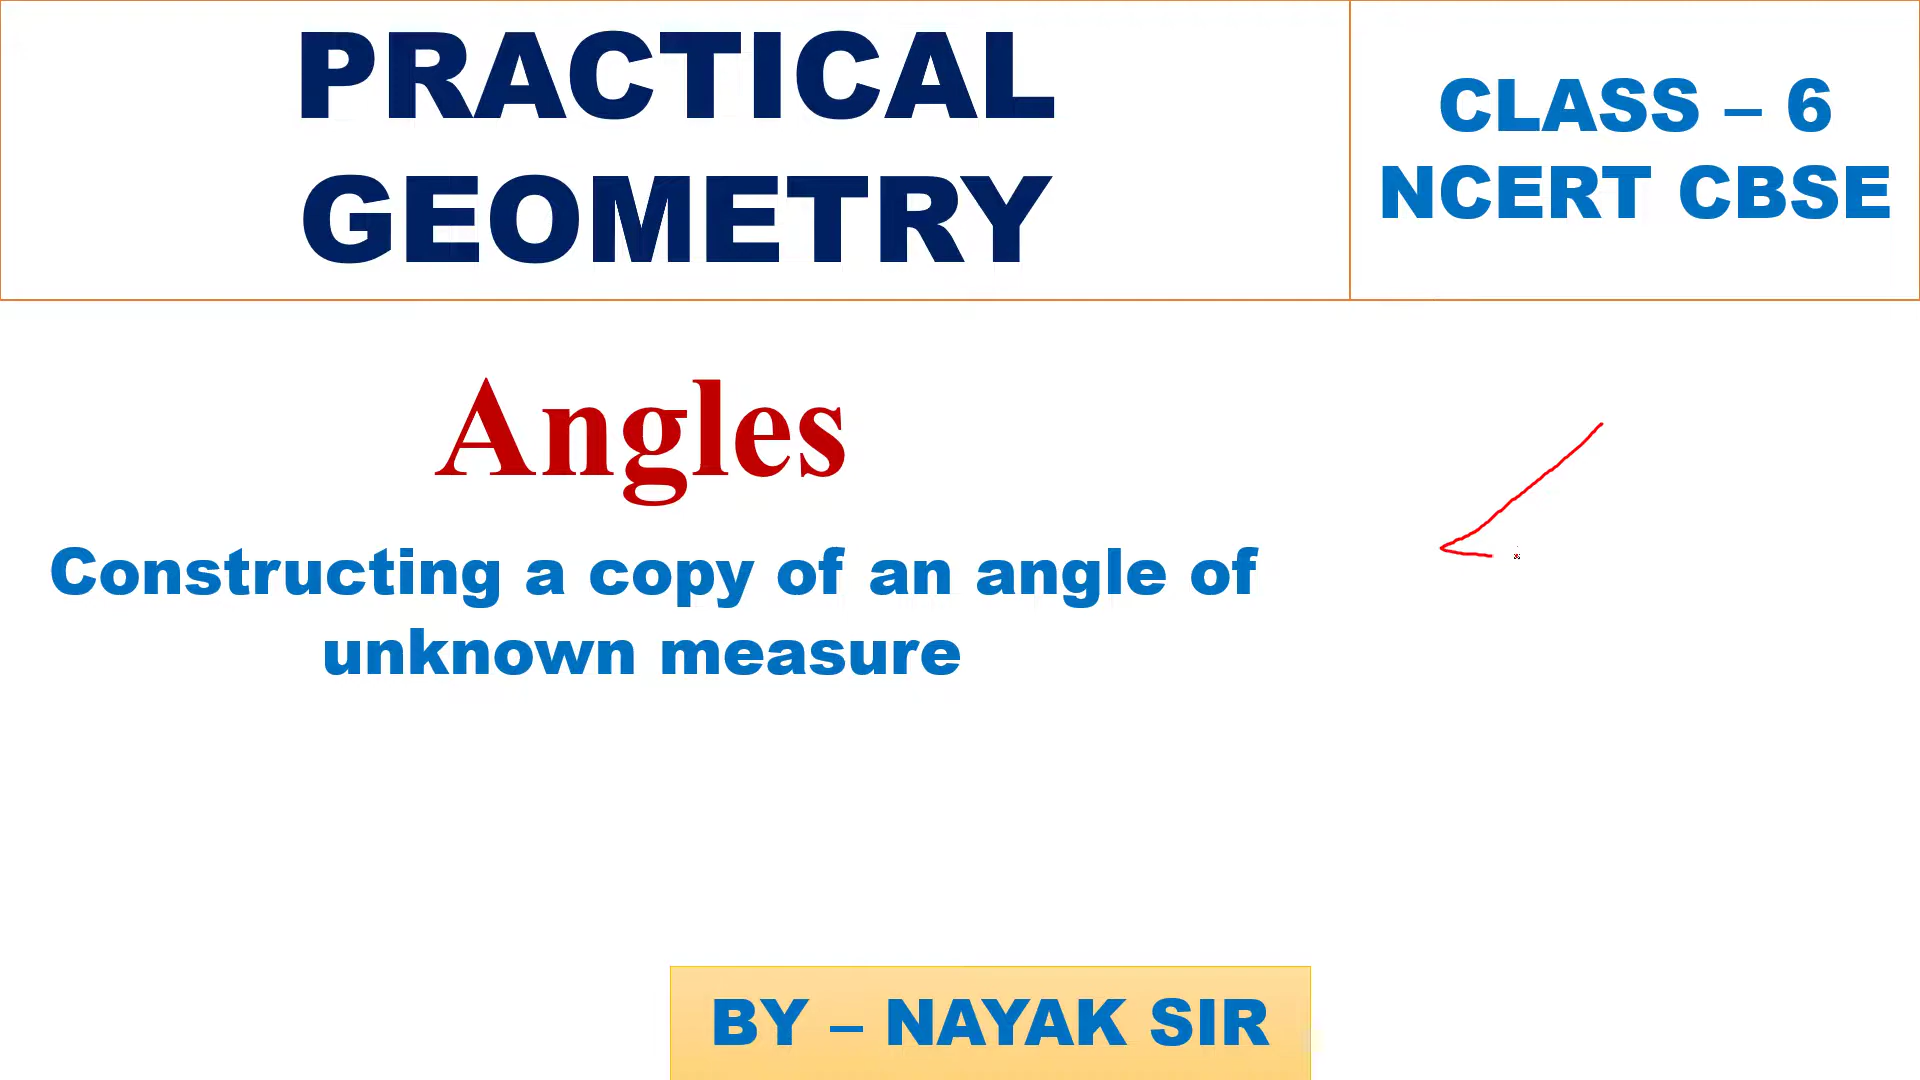 PRACTICAL
GEOMETRY
CLASS – 6
NCERT CBSE
Angles
Constructing a copy of an angle of
unknown measure
BY – NAYAK SIR